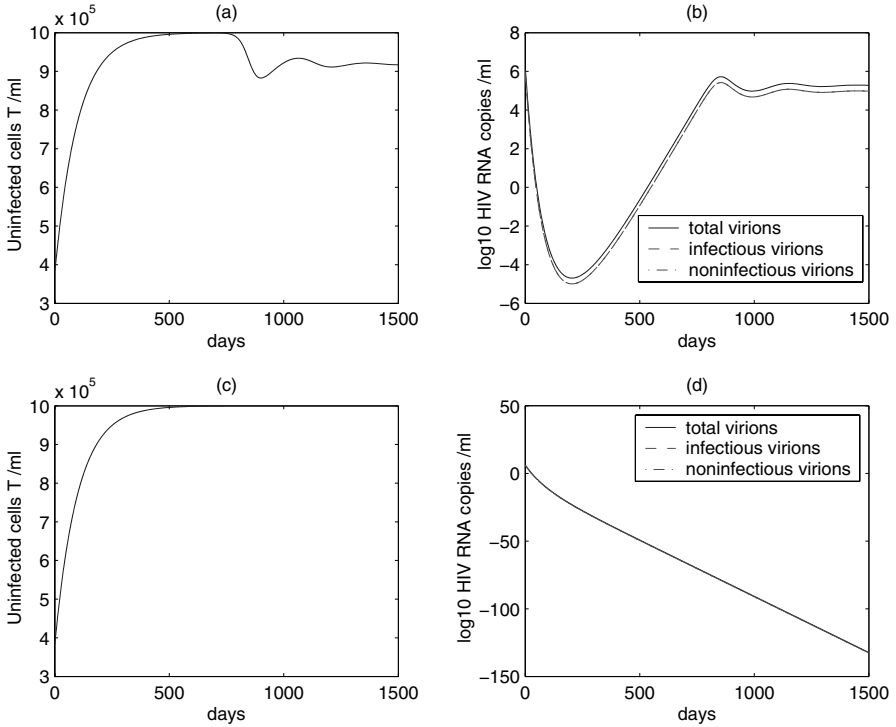 (a)
x 10^5
10
9
8
7
6
5
4
3
0
500
1000
1500
days
Uninfected cells T /ml
(b)
8
6
4
2
0
−2
−4
−6
0
500
1000
1500
days
log10 HIV RNA copies /ml
total virions
infectious virions
noninfectious virions
(c)
x 10^5
10
9
8
7
6
5
4
3
0
500
1000
1500
days
Uninfected cells T /ml
(d)
50
0
−50
−100
−150
0
500
1000
1500
days
log10 HIV RNA copies /ml
total virions
infectious virions
noninfectious virions